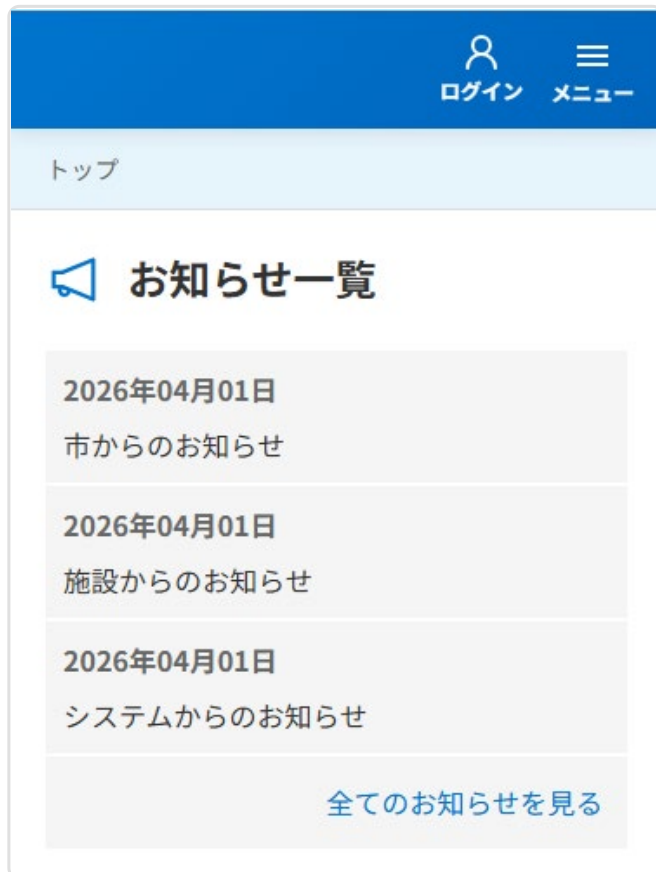 ログイン
メニュー
トップ
お知らせ一覧
2026年04月01日
市からのお知らせ
2026年04月01日
施設からのお知らせ
2026年04月01日
システムからのお知らせ
全てのお知らせを見る